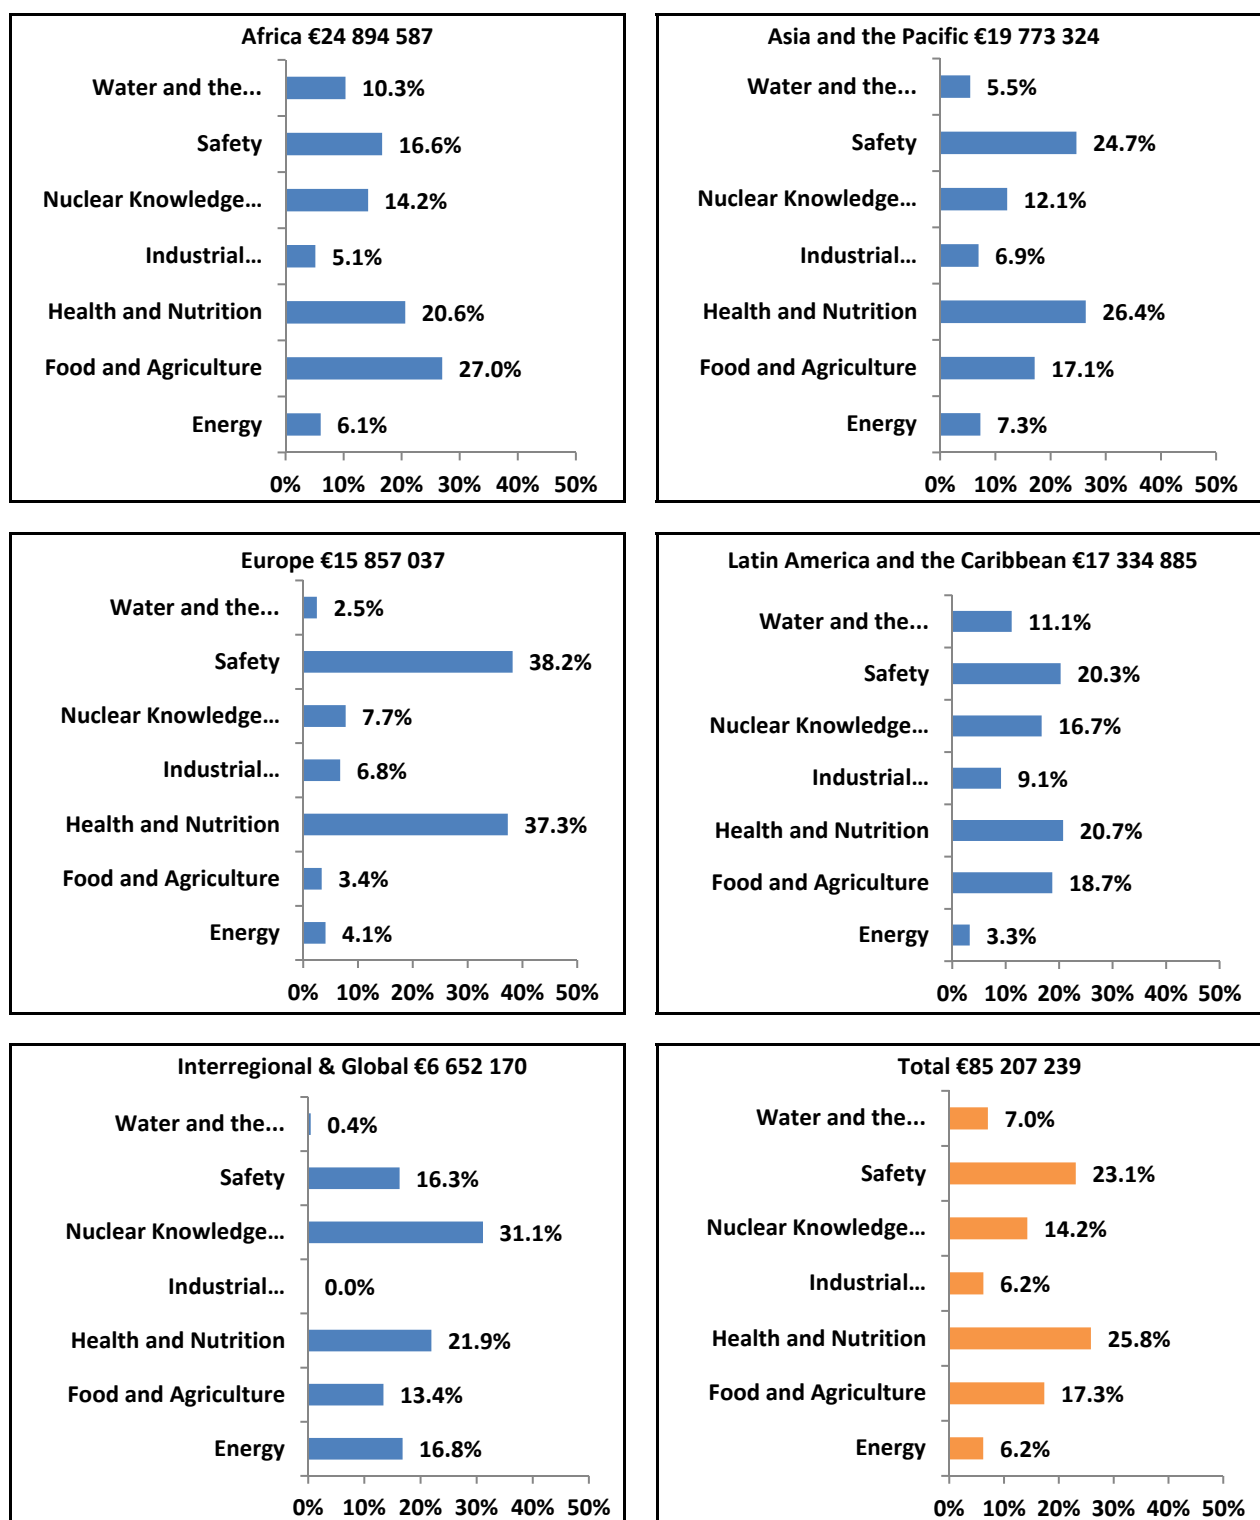 Africa €24 894 587
Water and the... 10.3%
Safety 16.6%
Nuclear Knowledge... 14.2%
Industrial... 5.1%
Health and Nutrition 20.6%
Food and Agriculture 27.0%
Energy 6.1%
0% 10% 20% 30% 40% 50%
Asia and the Pacific €19 773 324
Water and the... 5.5%
Safety 24.7%
Nuclear Knowledge... 12.1%
Industrial... 6.9%
Health and Nutrition 26.4%
Food and Agriculture 17.1%
Energy 7.3%
0% 10% 20% 30% 40% 50%
Europe €15 857 037
Water and the... 2.5%
Safety 38.2%
Nuclear Knowledge... 7.7%
Industrial... 6.8%
Health and Nutrition 37.3%
Food and Agriculture 3.4%
Energy 4.1%
0% 10% 20% 30% 40% 50%
Latin America and the Caribbean €17 334 885
Water and the... 11.1%
Safety 20.3%
Nuclear Knowledge... 16.7%
Industrial... 9.1%
Health and Nutrition 20.7%
Food and Agriculture 18.7%
Energy 3.3%
0% 10% 20% 30% 40% 50%
Interregional & Global €6 652 170
Water and the... 0.4%
Safety 16.3%
Nuclear Knowledge... 31.1%
Industrial... 0.0%
Health and Nutrition 21.9%
Food and Agriculture 13.4%
Energy 16.8%
0% 10% 20% 30% 40% 50%
Total €85 207 239
Water and the... 7.0%
Safety 23.1%
Nuclear Knowledge... 14.2%
Industrial... 6.2%
Health and Nutrition 25.8%
Food and Agriculture 17.3%
Energy 6.2%
0% 10% 20% 30% 40% 50%